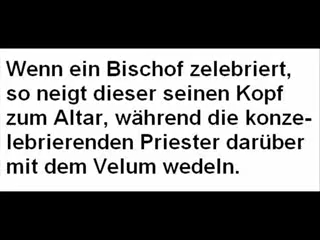 Wenn ein Bischof zelebriert,
so neigt dieser seinen Kopf
zum Altar, während die konze-
lebrierenden Priester darüber
mit dem Velum wedeln.